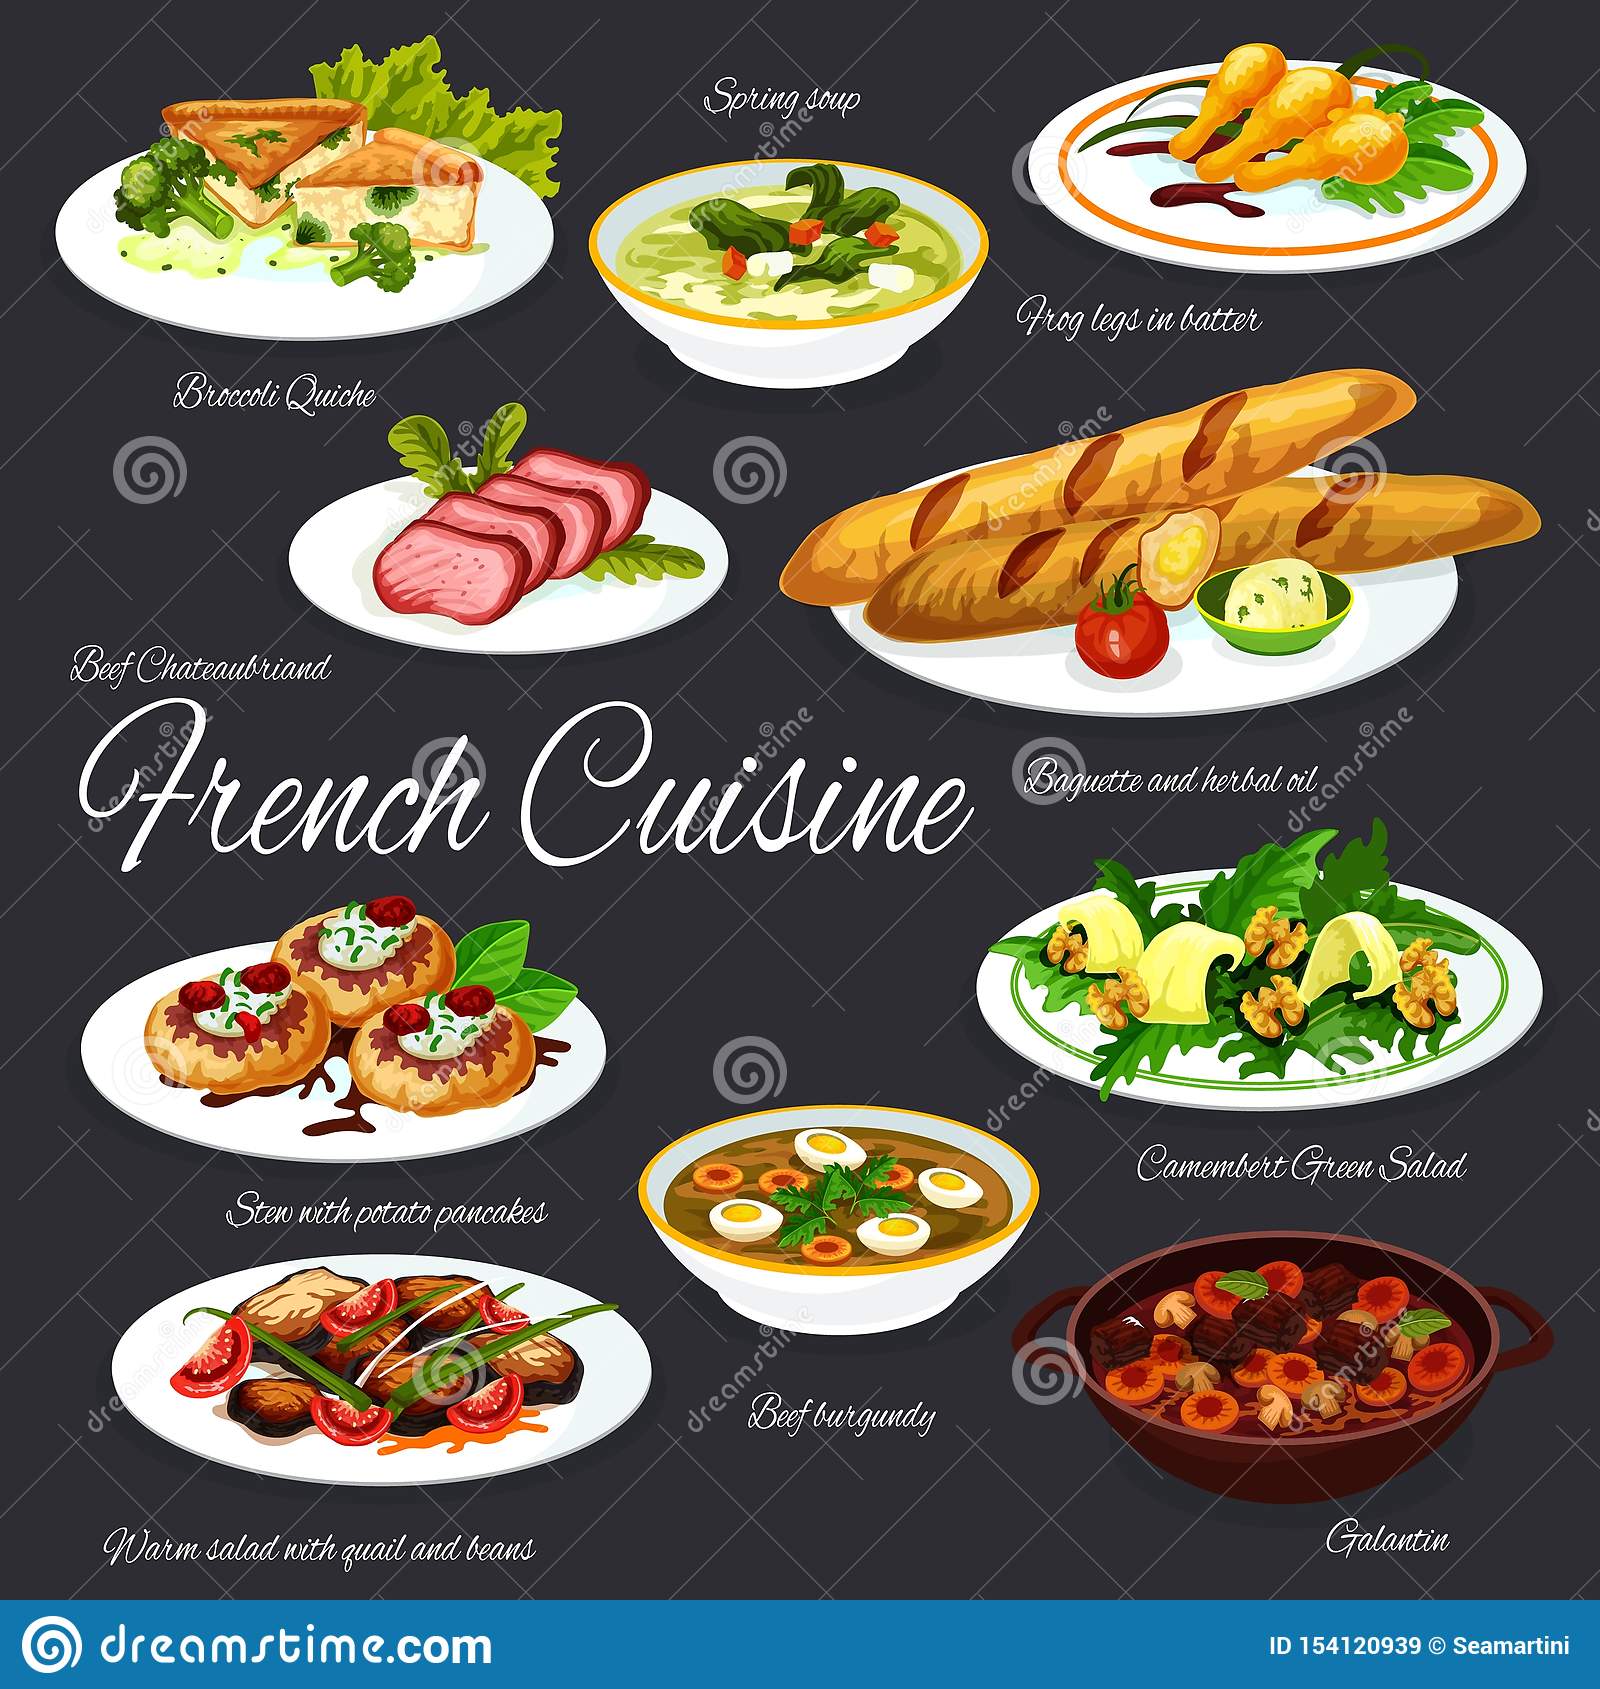 Spring soup
Frog legs in batter
Broccoli Quiche
Beef Chateaubriand
French Cuisine
Baguette and herbal oil
Camembert Green Salad
Stew with potato pancakes
Beef burgundy
Warm salad with quail and beans
Galantin
dreamstime.com
ID 154120939 © Seamartini